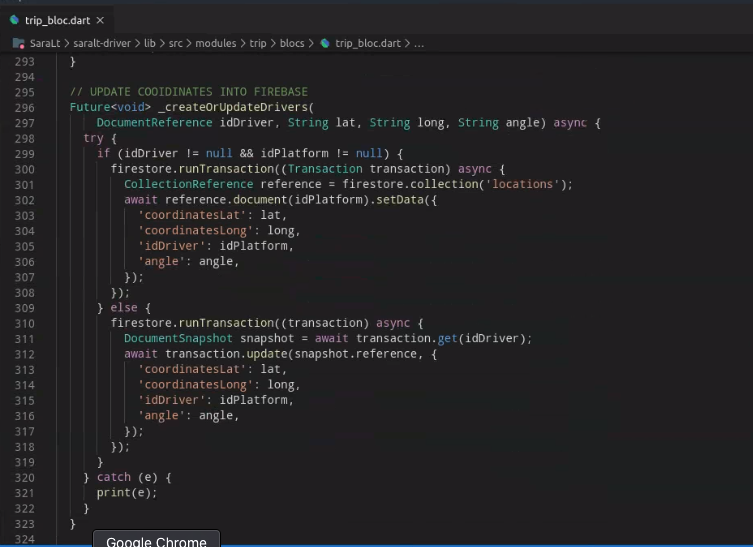 trip_bloc.dart ×
SaraLt > saralt-driver > lib > src > modules > trip > blocs > trip_bloc.dart > ...
293 }
294
295 // UPDATE COOIDINATES INTO FIREBASE
296 Future<void> _createOrUpdateDrivers(
297 DocumentReference idDriver, String lat, String long, String angle) async {
298 try {
299 if (idDriver != null && idPlatform != null) {
300 firestore.runTransaction((Transaction transaction) async {
301 CollectionReference reference = firestore.collection('locations');
302 await reference.document(idPlatform).setData({
303 'coordinatesLat': lat,
304 'coordinatesLong': long,
305 'idDriver': idPlatform,
306 'angle': angle,
307 });
308 });
309 } else {
310 firestore.runTransaction((transaction) async {
311 DocumentSnapshot snapshot = await transaction.get(idDriver);
312 await transaction.update(snapshot.reference, {
313 'coordinatesLat': lat,
314 'coordinatesLong': long,
315 'idDriver': idPlatform,
316 'angle': angle,
317 });
318 });
319 }
320 } catch (e) {
321 print(e);
322 }
323 }
324
Google Chrome